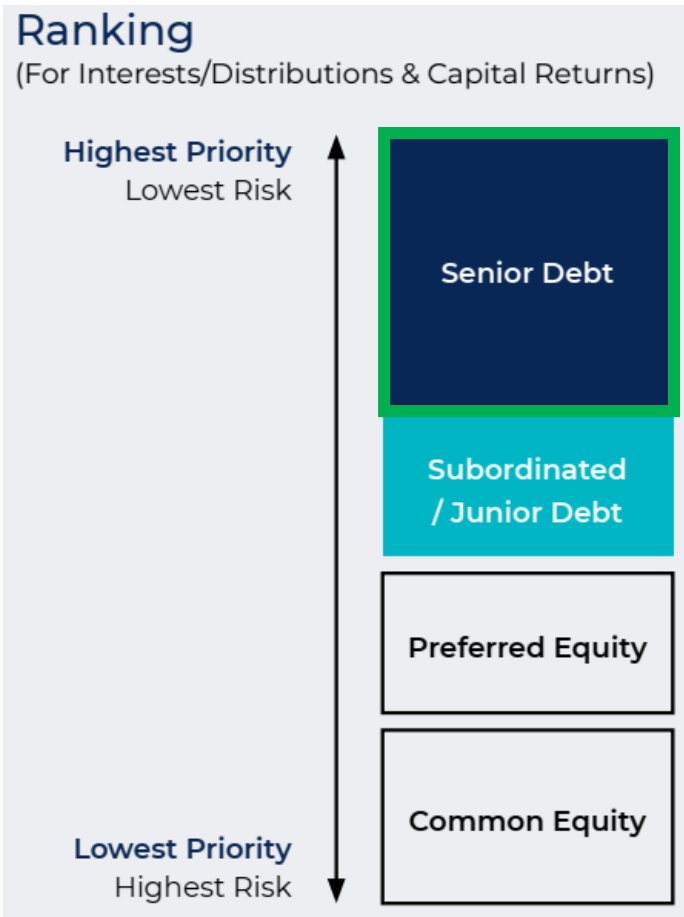 Ranking
(For Interests/Distributions & Capital Returns)
Highest Priority
Lowest Risk
Senior Debt
Subordinated
/ Junior Debt
Preferred Equity
Common Equity
Lowest Priority
Highest Risk